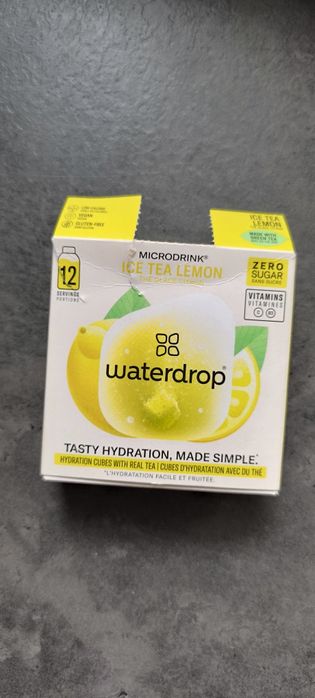 LOW-CALORIE
VEGAN
GLUTEN-FREE
ICE TEA
LEMON
MADE WITH
GREEN TEA
MICRODRINK®
ICE TEA LEMON
12
SERVINGS
PORTIONS
ZERO
SUGAR
SANS SUCRE
VITAMINS
VITAMINES
C
waterdrop®
TASTY HYDRATION, MADE SIMPLE.*
HYDRATION CUBES WITH REAL TEA | CUBES D'HYDRATATION AVEC DU THÉ
*L'HYDRATATION FACILE ET FRUITÉE.